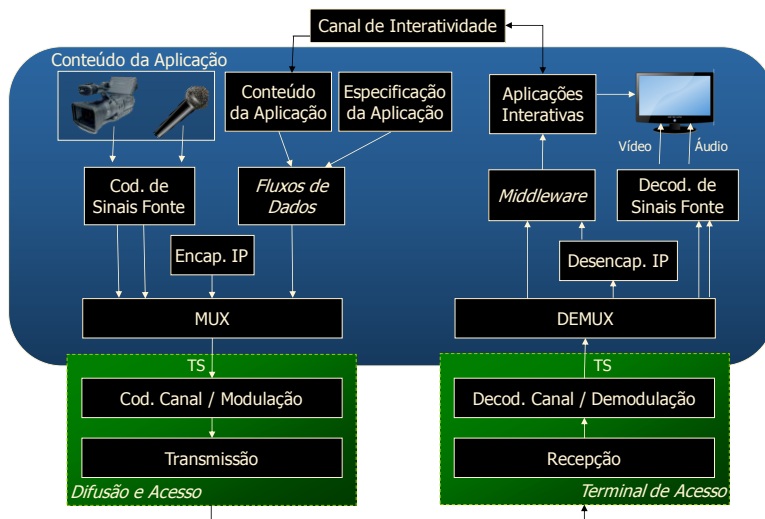 Canal de Interatividade
Conteúdo da Aplicação
Conteúdo
da Aplicação
Especificação
da Aplicação
Aplicações
Interativas
Vídeo
Áudio
Cod. de
Sinais Fonte
Fluxos de
Dados
Middleware
Decod. de
Sinais Fonte
Encap. IP
Desencap. IP
MUX
DEMUX
TS
TS
Cod. Canal / Modulação
Decod. Canal / Demodulação
Transmissão
Recepção
Difusão e Acesso
Terminal de Acesso